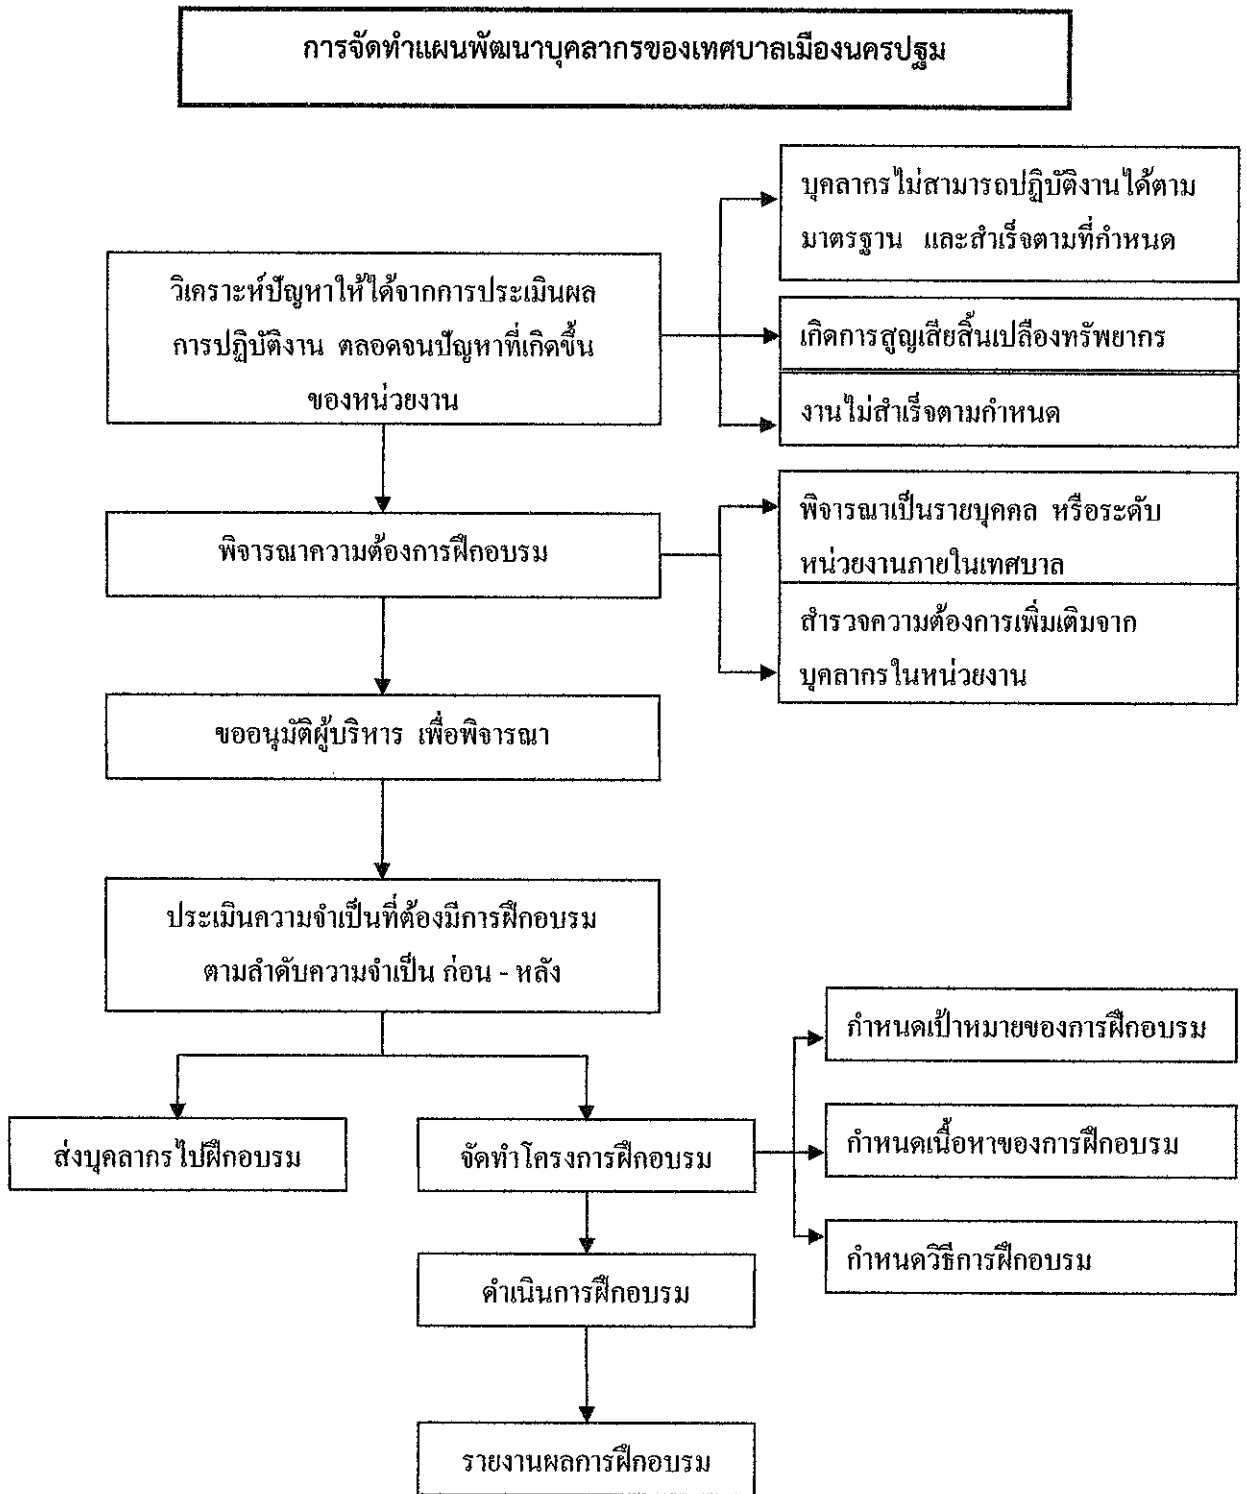 การจัดทำแผนพัฒนาบุคลากรของเทศบาลเมืองนครปฐม
บุคลากรไม่สามารถปฏิบัติงานได้ตาม
มาตรฐาน และสำเร็จตามที่กำหนด
วิเคราะห์ปัญหาให้ได้จากการประเมินผล
การปฏิบัติงาน ตลอดจนปัญหาที่เกิดขึ้น
ของหน่วยงาน
เกิดการสูญเสียสิ้นเปลืองทรัพยากร
งานไม่สำเร็จตามกำหนด
พิจารณาความต้องการฝึกอบรม
พิจารณาเป็นรายบุคคล หรือระดับ
หน่วยงานภายในเทศบาล
สำรวจความต้องการเพิ่มเติมจาก
บุคลากรในหน่วยงาน
ขออนุมัติผู้บริหาร เพื่อพิจารณา
ประเมินความจำเป็นที่ต้องมีการฝึกอบรม
ตามลำดับความจำเป็น ก่อน - หลัง
ส่งบุคลากรไปฝึกอบรม
จัดทำโครงการฝึกอบรม
กำหนดเป้าหมายของการฝึกอบรม
กำหนดเนื้อหาของการฝึกอบรม
กำหนดวิธีการฝึกอบรม
ดำเนินการฝึกอบรม
รายงานผลการฝึกอบรม